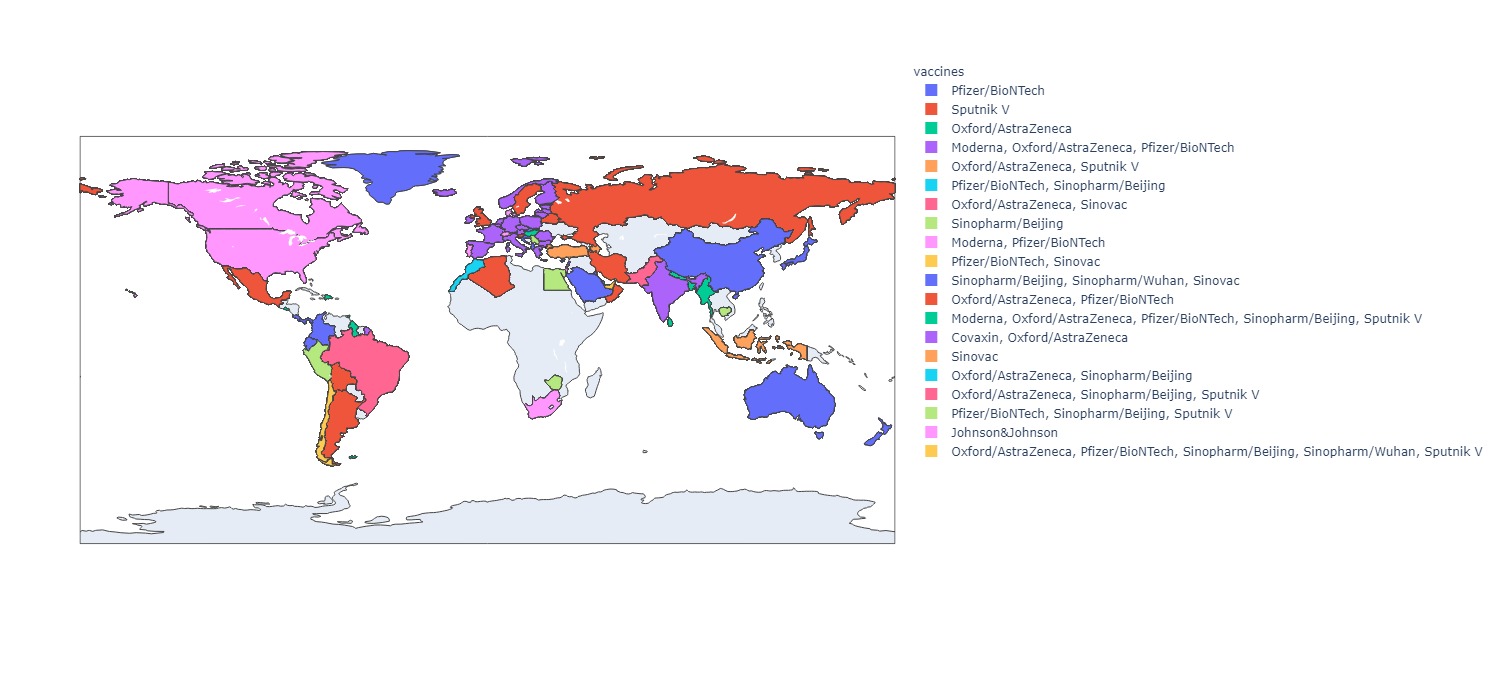 vaccines
Pfizer/BioNTech
Sputnik V
Oxford/AstraZeneca
Moderna, Oxford/AstraZeneca, Pfizer/BioNTech
Oxford/AstraZeneca, Sputnik V
Pfizer/BioNTech, Sinopharm/Beijing
Oxford/AstraZeneca, Sinovac
Sinopharm/Beijing
Moderna, Pfizer/BioNTech
Pfizer/BioNTech, Sinovac
Sinopharm/Beijing, Sinopharm/Wuhan, Sinovac
Oxford/AstraZeneca, Pfizer/BioNTech
Moderna, Oxford/AstraZeneca, Pfizer/BioNTech, Sinopharm/Beijing, Sputnik V
Covaxin, Oxford/AstraZeneca
Sinovac
Oxford/AstraZeneca, Sinopharm/Beijing
Oxford/AstraZeneca, Sinopharm/Beijing, Sputnik V
Pfizer/BioNTech, Sinopharm/Beijing, Sputnik V
Johnson&Johnson
Oxford/AstraZeneca, Pfizer/BioNTech, Sinopharm/Beijing, Sinopharm/Wuhan, Sputnik V